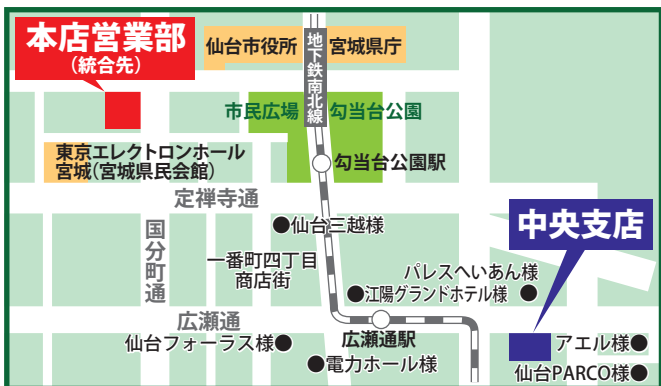 本店営業部
(統合先)
仙台市役所
地下鉄南北線
宮城県庁
市民広場
勾当台公園
東京エレクトロンホール
宮城(宮城県民会館)
勾当台公園駅
定禅寺通
中央支店
国分町通
●仙台三越様
一番町四丁目
商店街
パレスへいあん様
●江陽グランドホテル様 ●
広瀬通
仙台フォーラス様●
広瀬通駅
アエル様●
●電力ホール様
仙台PARCO様●